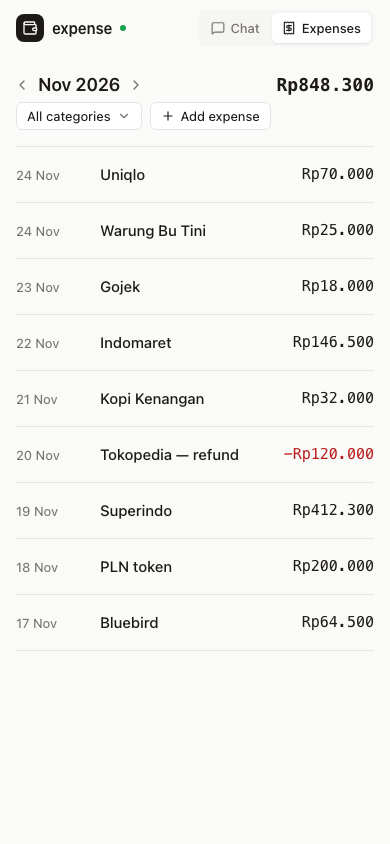 expense
Chat
Expenses
Nov 2026
Rp848.300
All categories
Add expense
24 Nov Uniqlo Rp70.000
24 Nov Warung Bu Tini Rp25.000
23 Nov Gojek Rp18.000
22 Nov Indomaret Rp146.500
21 Nov Kopi Kenangan Rp32.000
20 Nov Tokopedia — refund −Rp120.000
19 Nov Superindo Rp412.300
18 Nov PLN token Rp200.000
17 Nov Bluebird Rp64.500